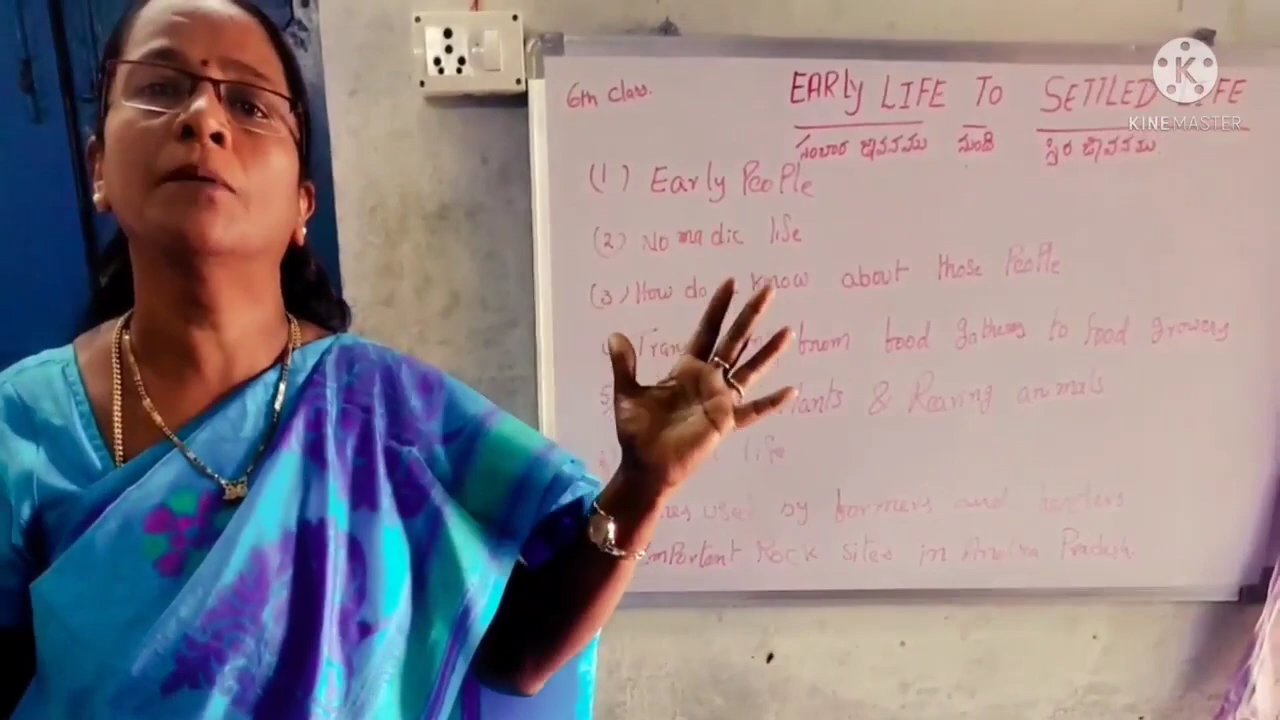 6th class.
EARLY LIFE TO SETTLED LIFE
సంచార జీవనము నుండి స్థిర జీవనము.
(1) Early People
(2) Nomadic life
(3) How do know about those People
from food gathers to food growers
& Rearing animals
life
used by farmers and herders
important Rock sites in Andhra Pradesh.
K
KINEMASTER